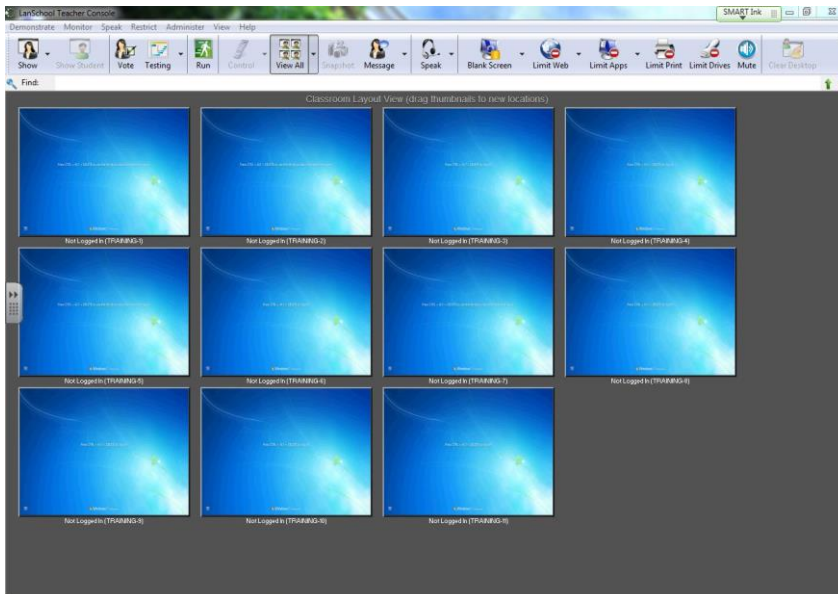 LanSchool Teacher Console
SMART Ink
Demonstrate Monitor Speak Restrict Administer View Help
Show Show Student Vote Testing Run Control View All Snapshot Message Speak Blank Screen Limit Web Limit Apps Limit Print Limit Drives Mute Clear Desktop
Find:
Classroom Layout View (drag thumbnails to new locations)
Not Logged In (TRAINING-1) Not Logged In (TRAINING-2) Not Logged In (TRAINING-3) Not Logged In (TRAINING-4)
Not Logged In (TRAINING-5) Not Logged In (TRAINING-6) Not Logged In (TRAINING-7) Not Logged In (TRAINING-8)
Not Logged In (TRAINING-9) Not Logged In (TRAINING-10) Not Logged In (TRAINING-11)